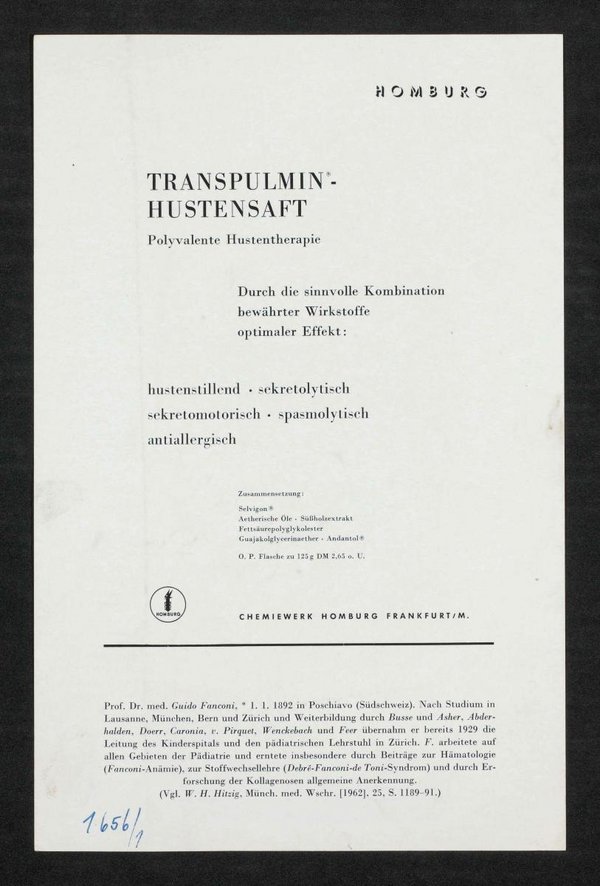 HOMBURG
TRANSPULMIN®-
HUSTENSAFT
Polyvalente Hustentherapie
Durch die sinnvolle Kombination
bewährter Wirkstoffe
optimaler Effekt:
hustenstillend · sekretolytisch
sekretomotorisch · spasmolytisch
antiallergisch
Zusammensetzung:
Selvigon®
Aetherische Öle · Süßholzextrakt
Fettsäurepolyglykolester
Guajakolglycerinaether · Andantol®
O. P. Flasche zu 125 g DM 2,65 o. U.
HOMBURG
CHEMIEWERK HOMBURG FRANKFURT/M.
Prof. Dr. med. Guido Fanconi, * 1. 1. 1892 in Poschiavo (Südschweiz). Nach Studium in
Lausanne, München, Bern und Zürich und Weiterbildung durch Busse und Asher, Abder-
halden, Doerr, Caronia, v. Pirquet, Wenckebach und Feer übernahm er bereits 1929 die
Leitung des Kinderspitals und den pädiatrischen Lehrstuhl in Zürich. F. arbeitete auf
allen Gebieten der Pädiatrie und erntete insbesondere durch Beiträge zur Hämatologie
(Fanconi-Anämie), zur Stoffwechsellehre (Debré-Fanconi-de Toni-Syndrom) und durch Er-
forschung der Kollagenosen allgemeine Anerkennung.
(Vgl. W. H. Hitzig, Münch. med. Wschr. [1962], 25, S. 1189-91.)
1656/1